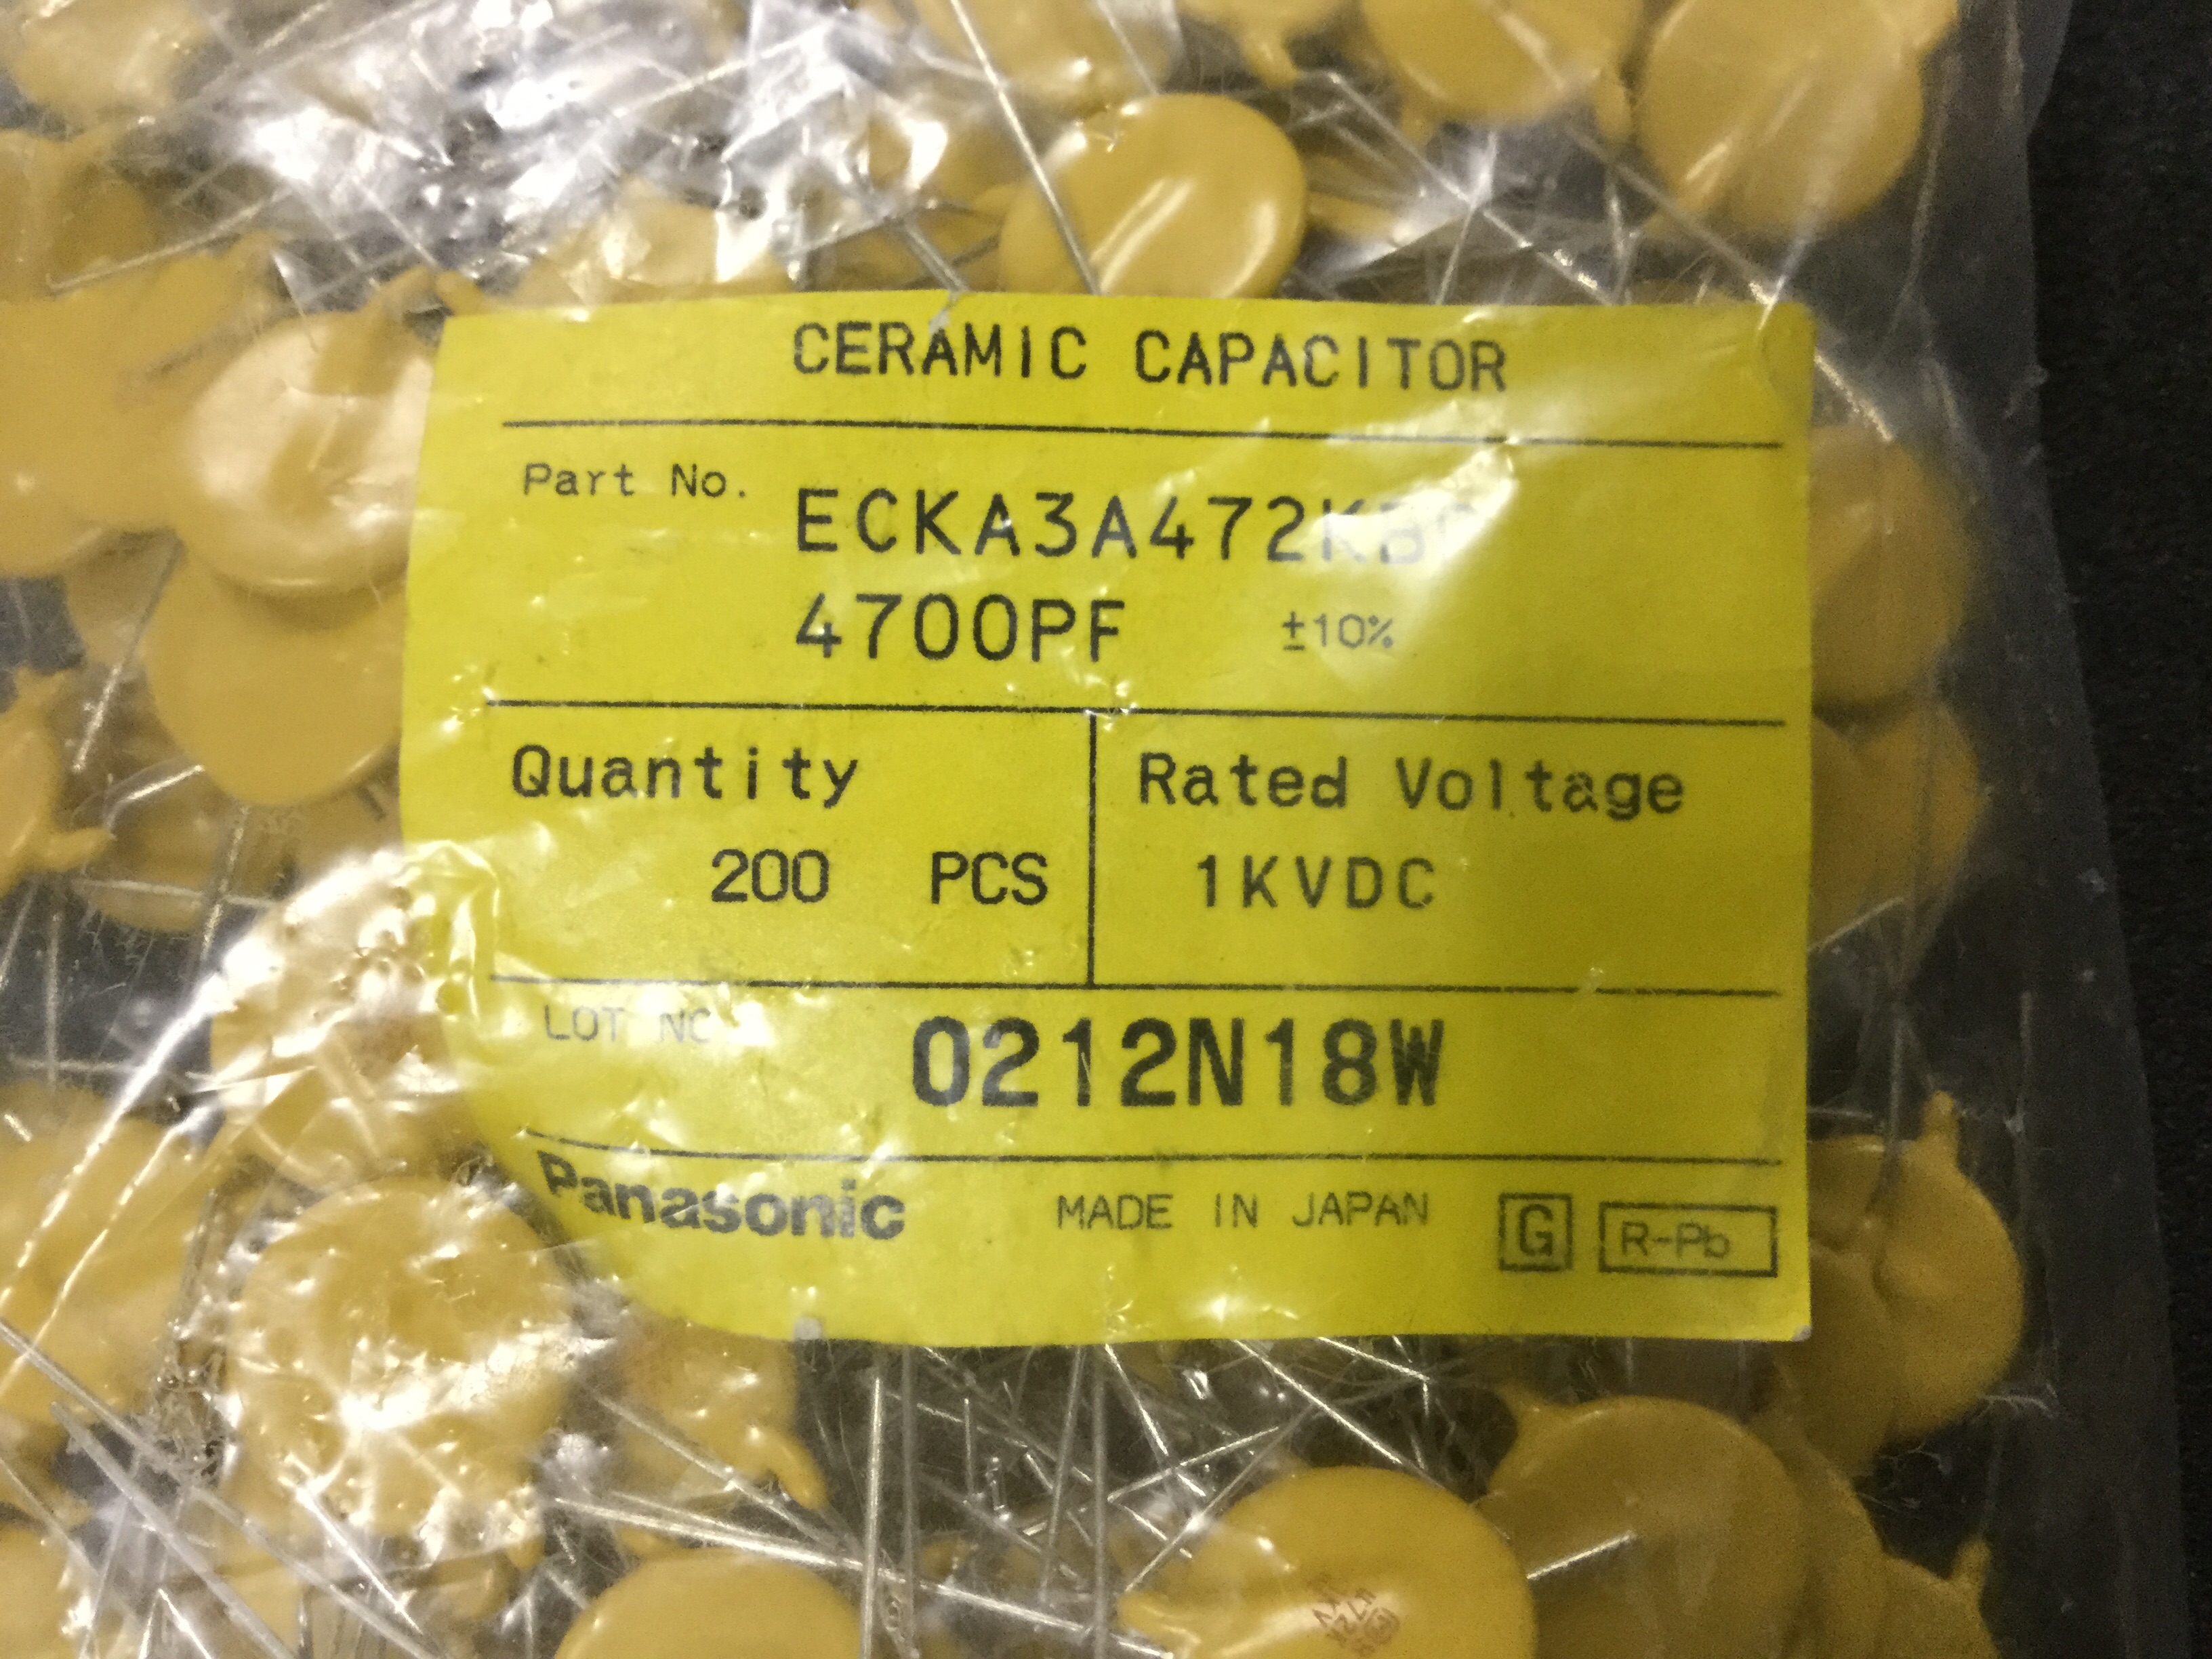 CERAMIC CAPACITOR
Part No. ECKA3A472KBP
4700PF ±10%
Quantity
200 PCS
Rated Voltage
1KVDC
LOT NO
0212N18W
Panasonic MADE IN JAPAN G R-Pb